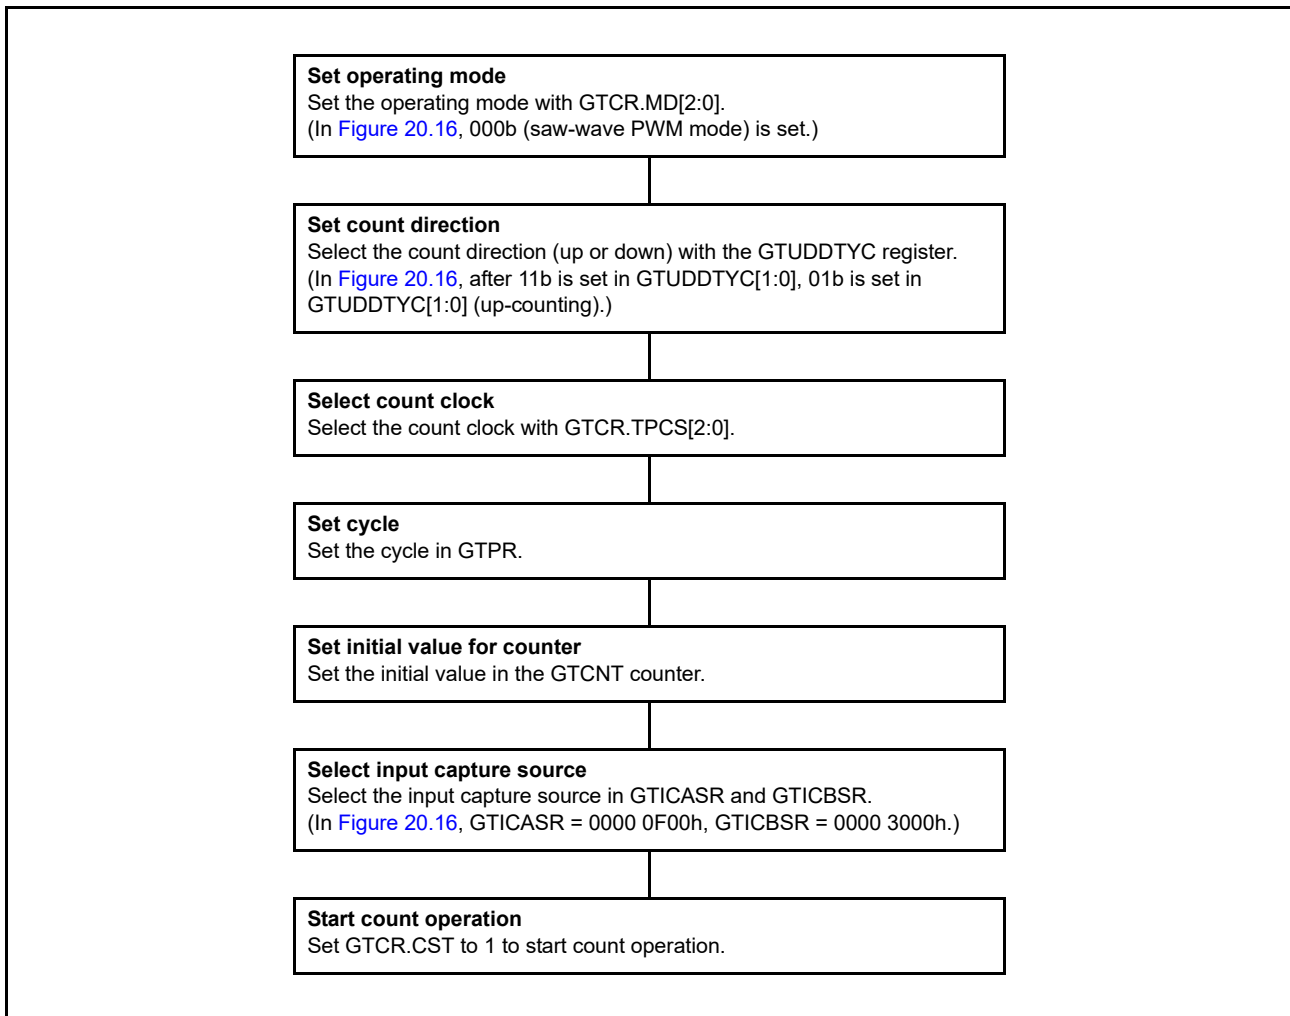 Set operating mode
Set the operating mode with GTCR.MD[2:0].
(In Figure 20.16, 000b (saw-wave PWM mode) is set.)
Set count direction
Select the count direction (up or down) with the GTUDDTYC register.
(In Figure 20.16, after 11b is set in GTUDDTYC[1:0], 01b is set in
GTUDDTYC[1:0] (up-counting).)
Select count clock
Select the count clock with GTCR.TPCS[2:0].
Set cycle
Set the cycle in GTPR.
Set initial value for counter
Set the initial value in the GTCNT counter.
Select input capture source
Select the input capture source in GTICASR and GTICBSR.
(In Figure 20.16, GTICASR = 0000 0F00h, GTICBSR = 0000 3000h.)
Start count operation
Set GTCR.CST to 1 to start count operation.